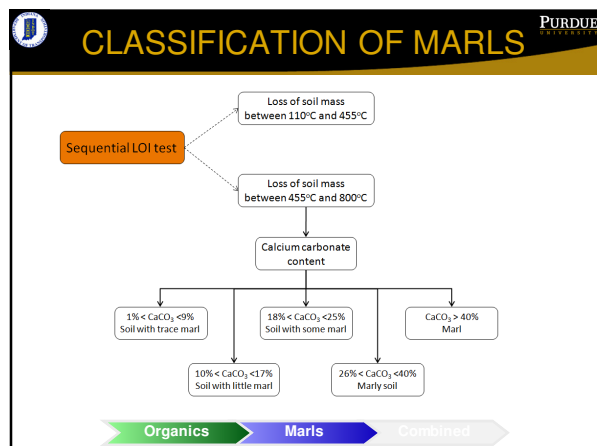 CLASSIFICATION OF MARLS
PURDUE
UNIVERSITY
Loss of soil mass
between 110°C and 455°C
Sequential LOI test
Loss of soil mass
between 455°C and 800°C
Calcium carbonate
content
1% < CaCO₃ <9%
Soil with trace marl
18% < CaCO₃ <25%
Soil with some marl
CaCO₃ > 40%
Marl
10% < CaCO₃ <17%
Soil with little marl
26% < CaCO₃ <40%
Marly soil
Organics
Marls
Combined